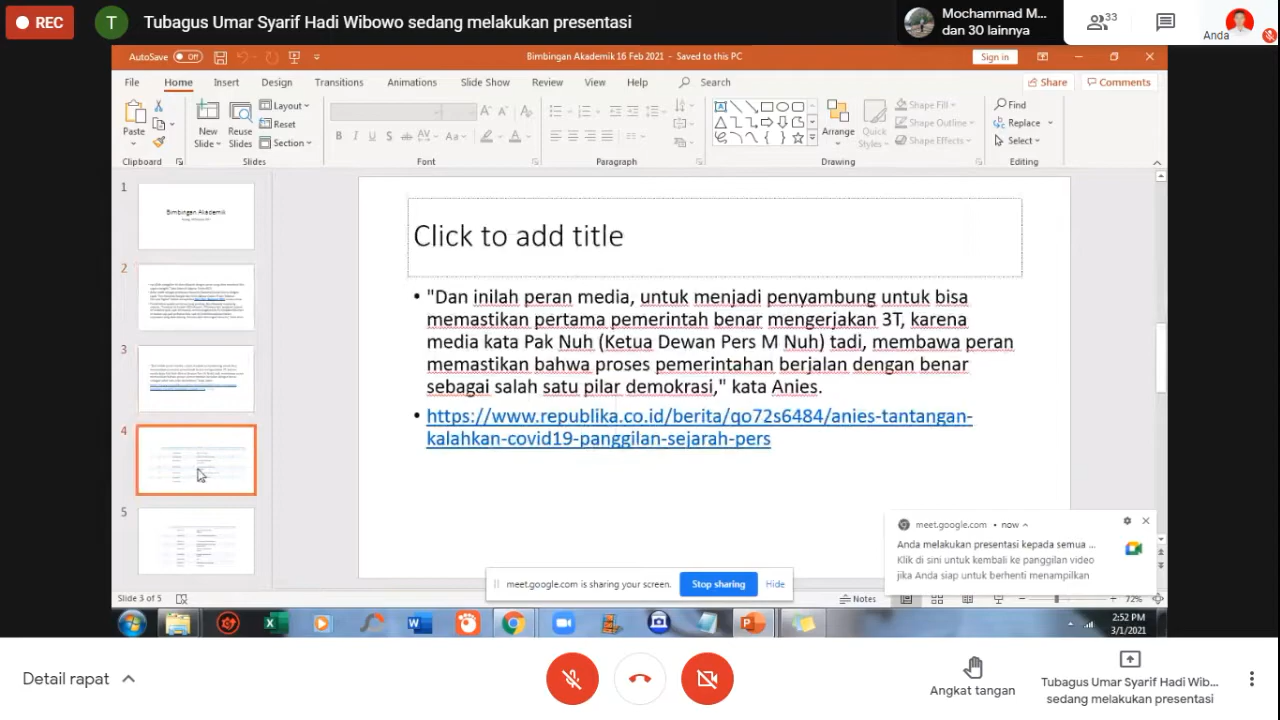 REC
T
Tubagus Umar Syarif Hadi Wibowo sedang melakukan presentasi
Mochammad M...
dan 30 lainnya
33
Anda
AutoSave Off
Bimbingan Akademik 16 Feb 2021 - Saved to this PC
Sign in
File Home Insert Design Transitions Animations Slide Show Review View Help Search
Share Comments
Paste
New
Slide
Reuse
Slides
Layout
Reset
Section
Arrange
Quick
Styles
Shape Fill
Shape Outline
Shape Effects
Find
Replace
Select
Clipboard Slides Font Paragraph Drawing Editing
1
Bimbingan Akademik
2
3
4
5
Click to add title
• "Dan inilah peran media, untuk menjadi penyambung untuk bisa
memastikan pertama pemerintah benar mengerjakan 3T, karena
media kata Pak Nuh (Ketua Dewan Pers M Nuh) tadi, membawa peran
memastikan bahwa proses pemerintahan berjalan dengan benar
sebagai salah satu pilar demokrasi," kata Anies.
• https://www.republika.co.id/berita/qo72s6484/anies-tantangan-
kalahkan-covid19-panggilan-sejarah-pers
meet.google.com • now
Anda melakukan presentasi kepada semua ...
Klik di sini untuk kembali ke panggilan video
jika Anda siap untuk berhenti menampilkan
meet.google.com is sharing your screen. Stop sharing Hide
Slide 3 of 5
Notes
72%
2:52 PM
3/1/2021
Detail rapat
Angkat tangan
Tubagus Umar Syarif Hadi Wib...
sedang melakukan presentasi